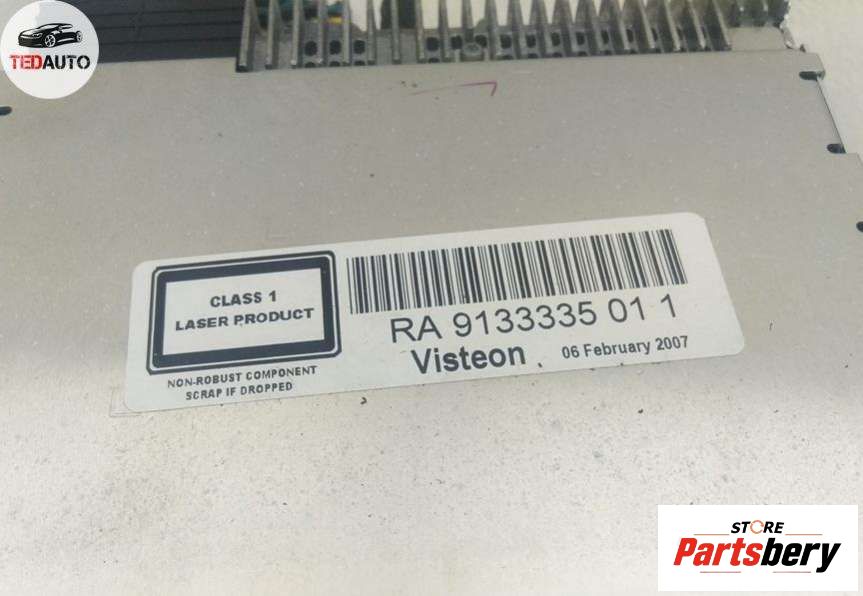 TEDAUTO
CLASS 1
LASER PRODUCT
NON-ROBUST COMPONENT
SCRAP IF DROPPED
RA 9133335 01 1
Visteon
06 February 2007
STORE
Partsbery